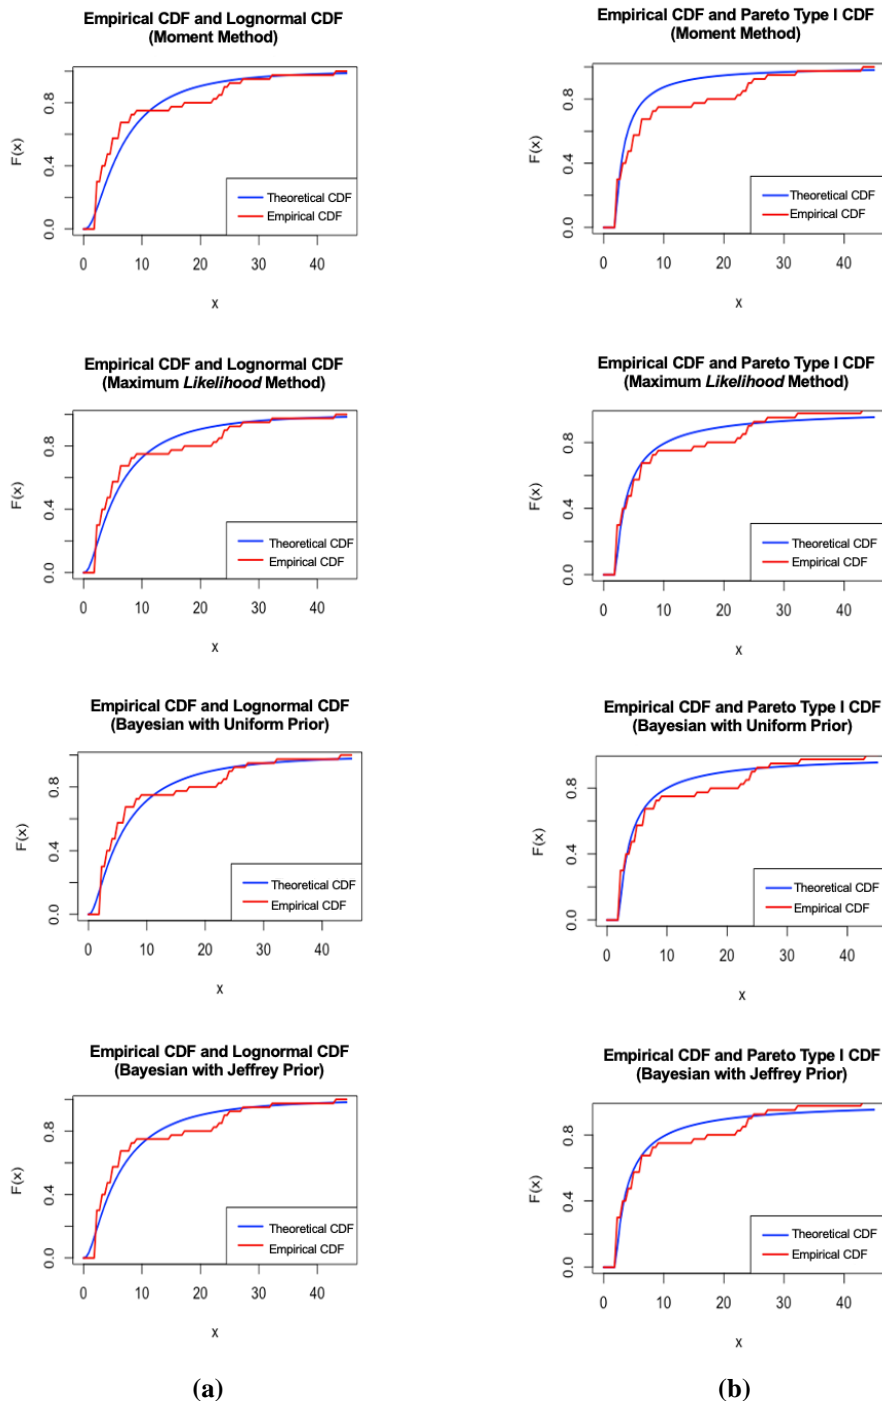 Empirical CDF and Lognormal CDF
(Moment Method)
F(x)
0.8
0.4
0.0
Theoretical CDF
Empirical CDF
0 10 20 30 40
x
Empirical CDF and Pareto Type I CDF
(Moment Method)
F(x)
0.8
0.4
0.0
Theoretical CDF
Empirical CDF
0 10 20 30 40
x
Empirical CDF and Lognormal CDF
(Maximum Likelihood Method)
F(x)
0.8
0.4
0.0
Theoretical CDF
Empirical CDF
0 10 20 30 40
x
Empirical CDF and Pareto Type I CDF
(Maximum Likelihood Method)
F(x)
0.8
0.4
0.0
Theoretical CDF
Empirical CDF
0 10 20 30 40
x
Empirical CDF and Lognormal CDF
(Bayesian with Uniform Prior)
F(x)
0.8
0.4
0.0
Theoretical CDF
Empirical CDF
0 10 20 30 40
x
Empirical CDF and Pareto Type I CDF
(Bayesian with Uniform Prior)
F(x)
0.8
0.4
0.0
Theoretical CDF
Empirical CDF
0 10 20 30 40
x
Empirical CDF and Lognormal CDF
(Bayesian with Jeffrey Prior)
F(x)
0.8
0.4
0.0
Theoretical CDF
Empirical CDF
0 10 20 30 40
x
Empirical CDF and Pareto Type I CDF
(Bayesian with Jeffrey Prior)
F(x)
0.8
0.4
0.0
Theoretical CDF
Empirical CDF
0 10 20 30 40
x
(a)
(b)